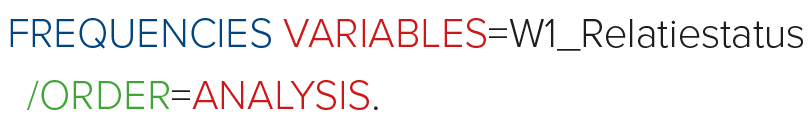 FREQUENCIES VARIABLES=W1_Relatiestatus
/ORDER=ANALYSIS.